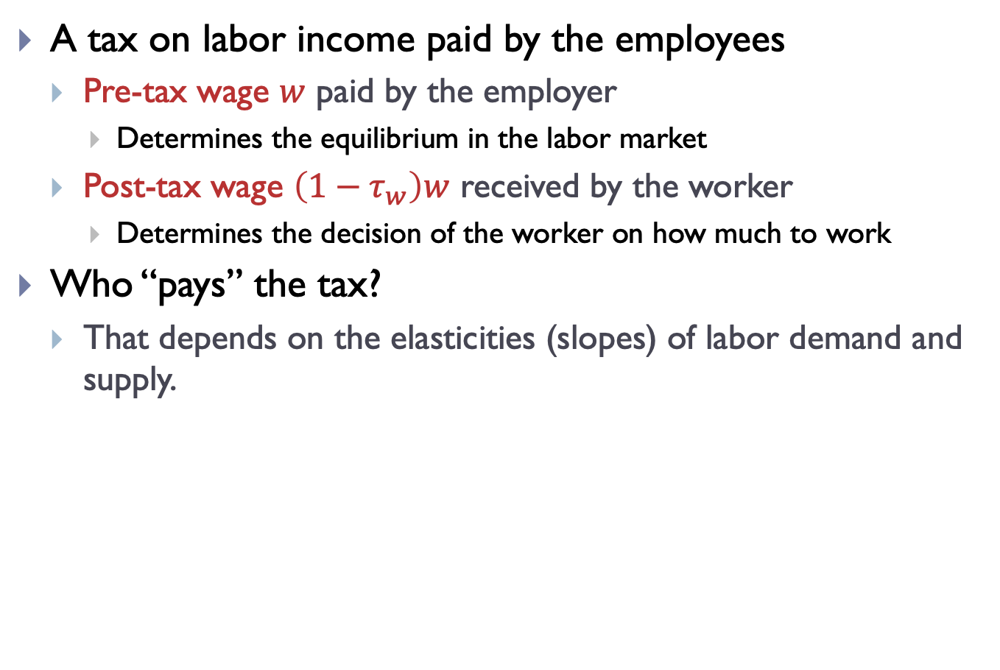 A tax on labor income paid by the employees
Pre-tax wage w paid by the employer
Determines the equilibrium in the labor market
Post-tax wage (1 − τ_w)w received by the worker
Determines the decision of the worker on how much to work
Who “pays” the tax?
That depends on the elasticities (slopes) of labor demand and
supply.